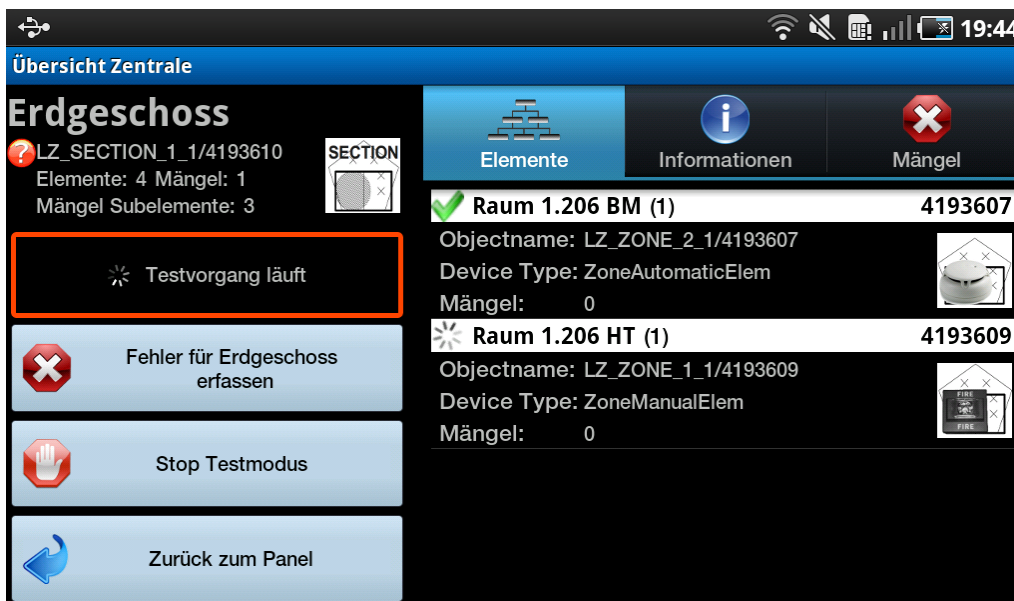 19:44
Übersicht Zentrale
Erdgeschoss
LZ_SECTION_1_1/4193610
Elemente: 4 Mängel: 1
Mängel Subelemente: 3
SECTION
Testvorgang läuft
Fehler für Erdgeschoss
erfassen
Stop Testmodus
Zurück zum Panel
Elemente
Informationen
Mängel
Raum 1.206 BM (1) 4193607
Objectname: LZ_ZONE_2_1/4193607
Device Type: ZoneAutomaticElem
Mängel: 0
Raum 1.206 HT (1) 4193609
Objectname: LZ_ZONE_1_1/4193609
Device Type: ZoneManualElem
Mängel: 0
FIRE
FIRE